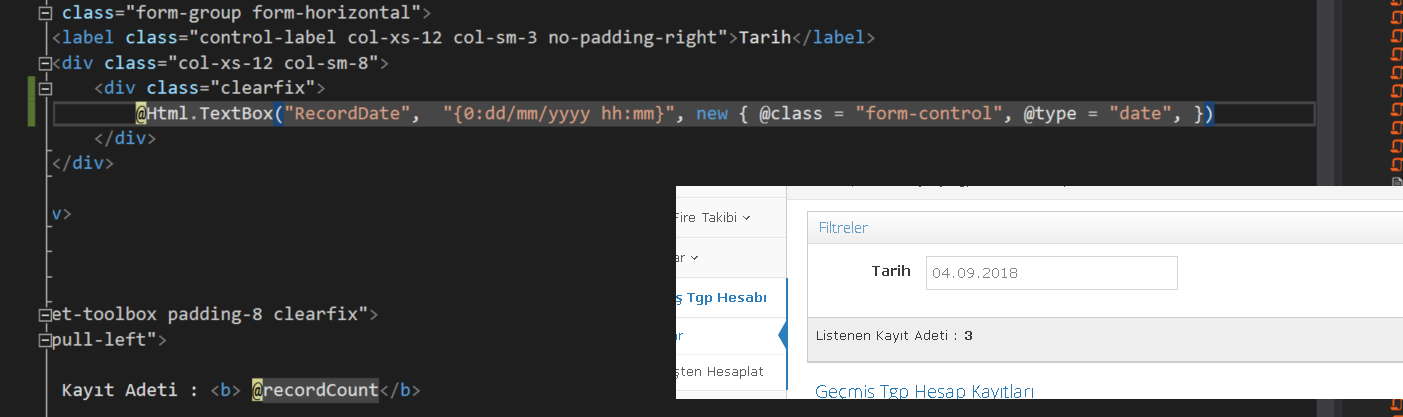 class="form-group form-horizontal">
<label class="control-label col-xs-12 col-sm-3 no-padding-right">Tarih</label>
<div class="col-xs-12 col-sm-8">
<div class="clearfix">
@Html.TextBox("RecordDate", "{0:dd/mm/yyyy hh:mm}", new { @class = "form-control", @type = "date", })
</div>
</div>
v>
et-toolbox padding-8 clearfix">
pull-left">
Kayıt Adeti : <b> @recordCount</b>
Fire Takibi
ar
ş Tgp Hesabı
ar
şten Hesaplat
Filtreler
Tarih 04.09.2018
Listenen Kayıt Adeti : 3
Geçmiş Tgp Hesap Kayıtları